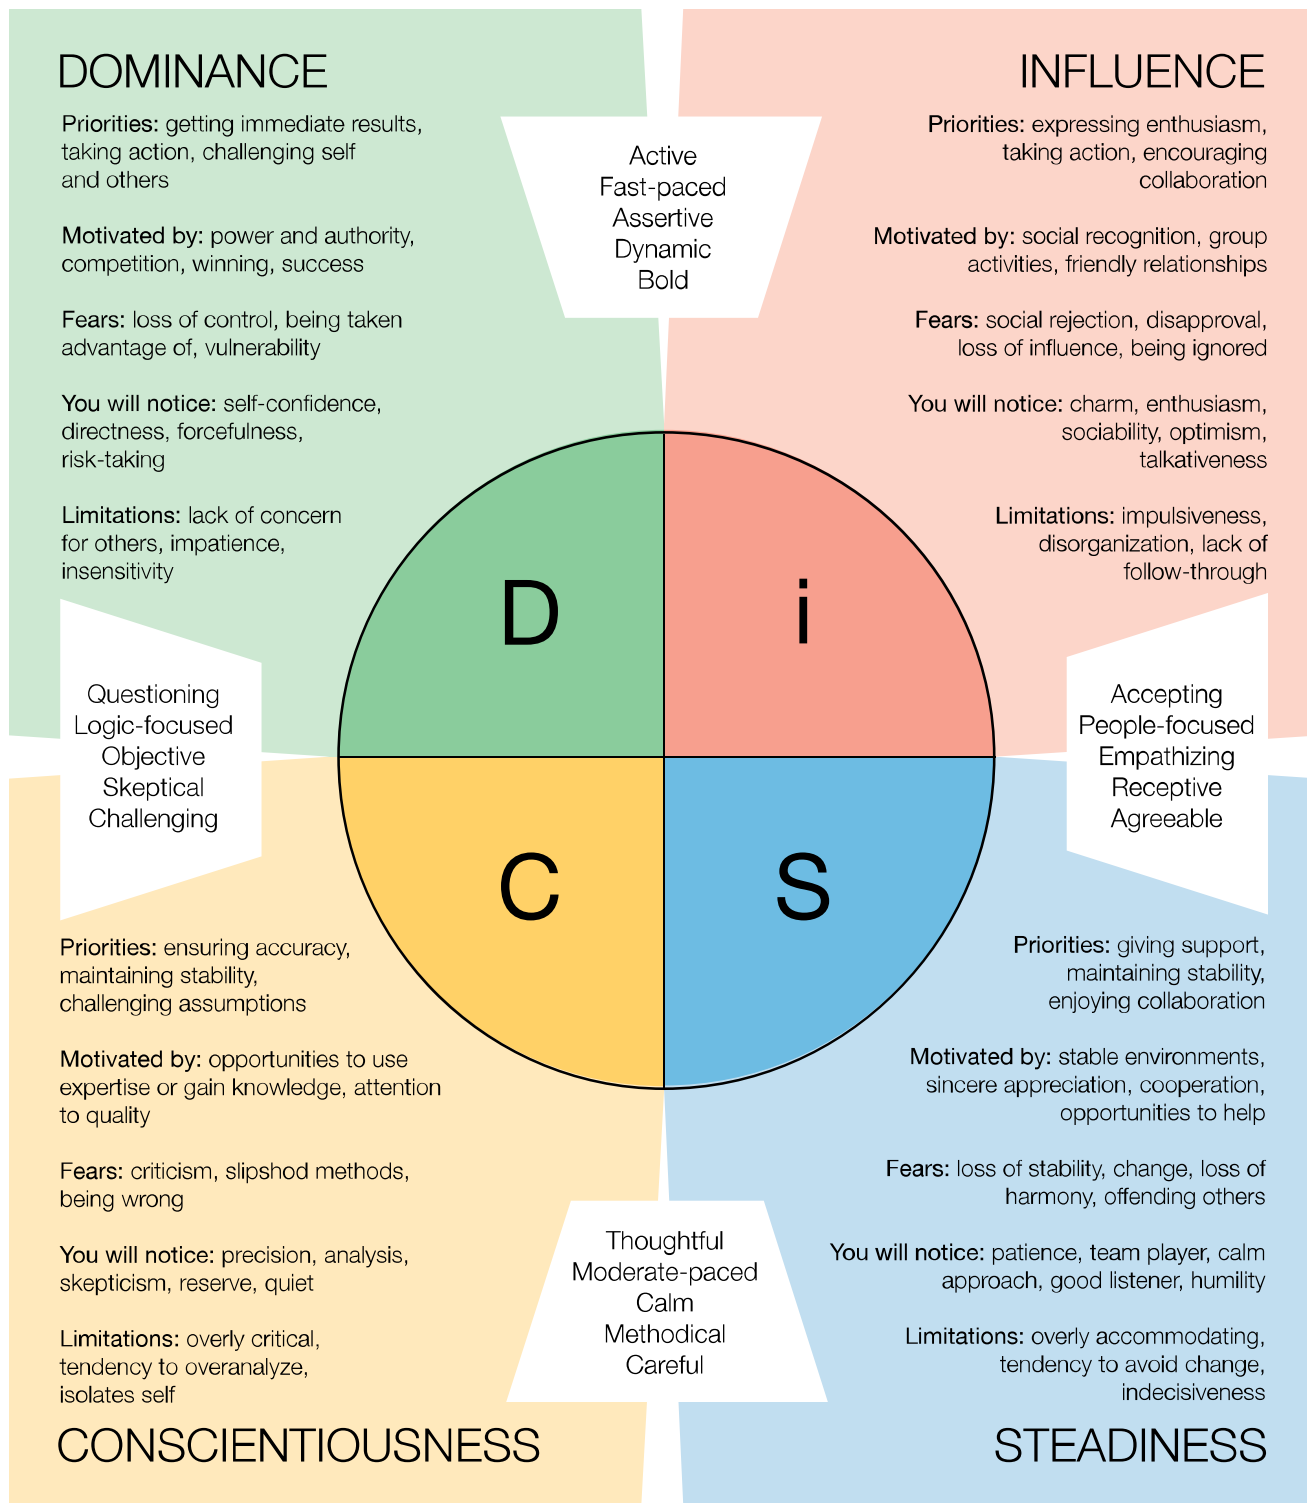 DOMINANCE
Priorities: getting immediate results,
taking action, challenging self
and others
Motivated by: power and authority,
competition, winning, success
Fears: loss of control, being taken
advantage of, vulnerability
You will notice: self-confidence,
directness, forcefulness,
risk-taking
Limitations: lack of concern
for others, impatience,
insensitivity
Active
Fast-paced
Assertive
Dynamic
Bold
INFLUENCE
Priorities: expressing enthusiasm,
taking action, encouraging
collaboration
Motivated by: social recognition, group
activities, friendly relationships
Fears: social rejection, disapproval,
loss of influence, being ignored
You will notice: charm, enthusiasm,
sociability, optimism,
talkativeness
Limitations: impulsiveness,
disorganization, lack of
follow-through
D
i
Questioning
Logic-focused
Objective
Skeptical
Challenging
Accepting
People-focused
Empathizing
Receptive
Agreeable
C
S
Priorities: ensuring accuracy,
maintaining stability,
challenging assumptions
Motivated by: opportunities to use
expertise or gain knowledge, attention
to quality
Fears: criticism, slipshod methods,
being wrong
You will notice: precision, analysis,
skepticism, reserve, quiet
Limitations: overly critical,
tendency to overanalyze,
isolates self
CONSCIENTIOUSNESS
Thoughtful
Moderate-paced
Calm
Methodical
Careful
Priorities: giving support,
maintaining stability,
enjoying collaboration
Motivated by: stable environments,
sincere appreciation, cooperation,
opportunities to help
Fears: loss of stability, change, loss of
harmony, offending others
You will notice: patience, team player, calm
approach, good listener, humility
Limitations: overly accommodating,
tendency to avoid change,
indecisiveness
STEADINESS